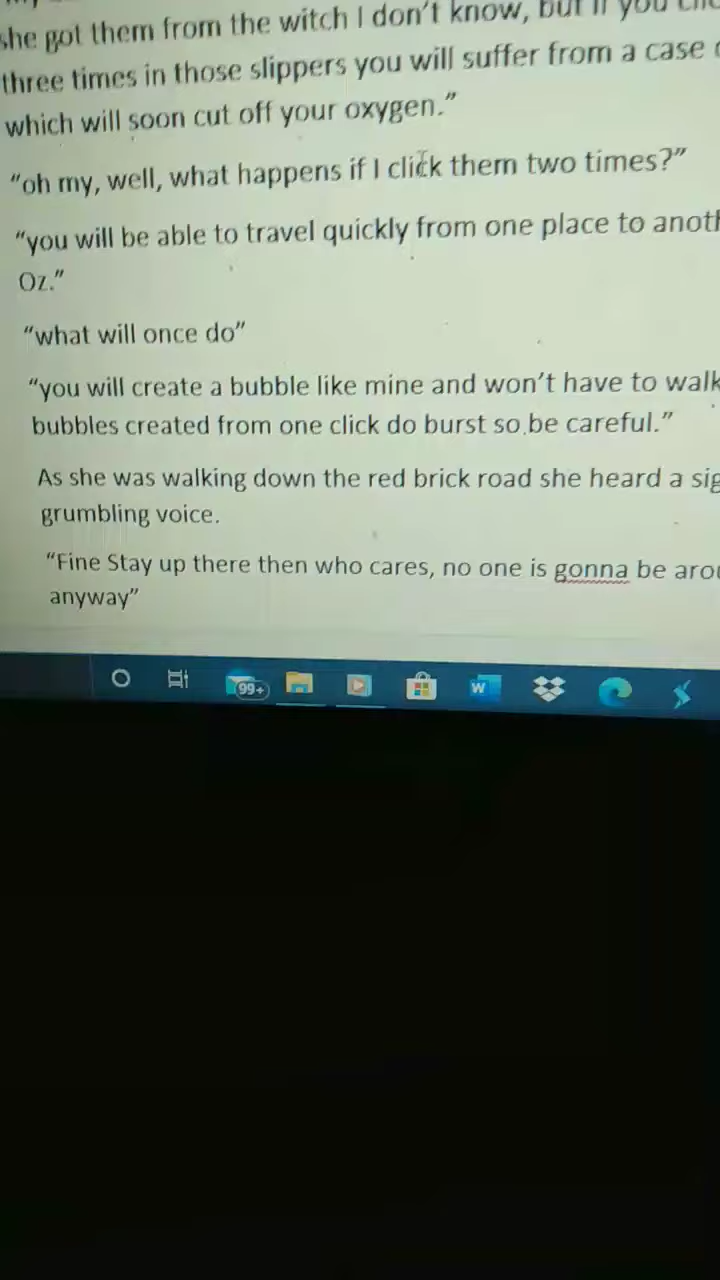 she got them from the witch I don't know, but if you
three times in those slippers you will suffer from a case
which will soon cut off your oxygen."
"oh my, well, what happens if I click them two times?"
"you will be able to travel quickly from one place to
Oz."
"what will once do"
"you will create a bubble like mine and won't have to walk
bubbles created from one click do burst so be careful."
As she was walking down the red brick road she heard a
grumbling voice.
"Fine Stay up there then who cares, no one is gonna be
anyway"
99+
W